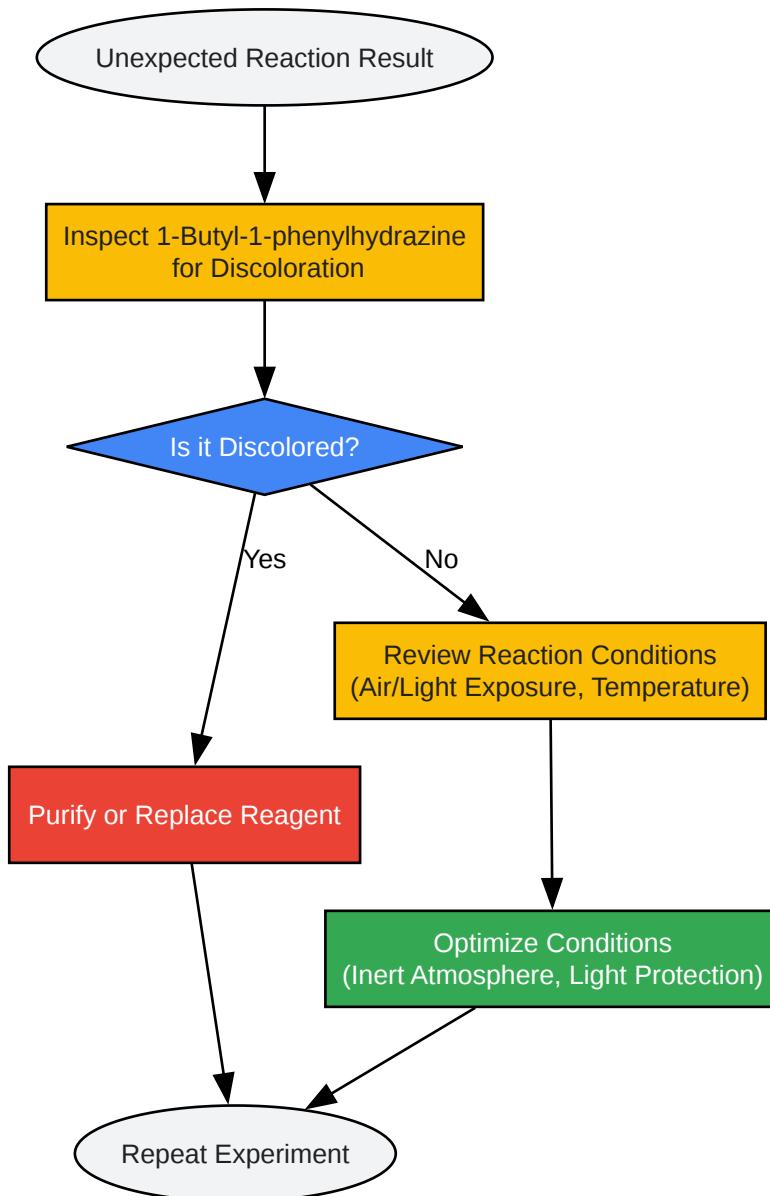 Unexpected Reaction Result
Inspect 1-Butyl-1-phenylhydrazine
for Discoloration
Is it Discolored?
Yes
No
Review Reaction Conditions
(Air/Light Exposure, Temperature)
Purify or Replace Reagent
Optimize Conditions
(Inert Atmosphere, Light Protection)
Repeat Experiment